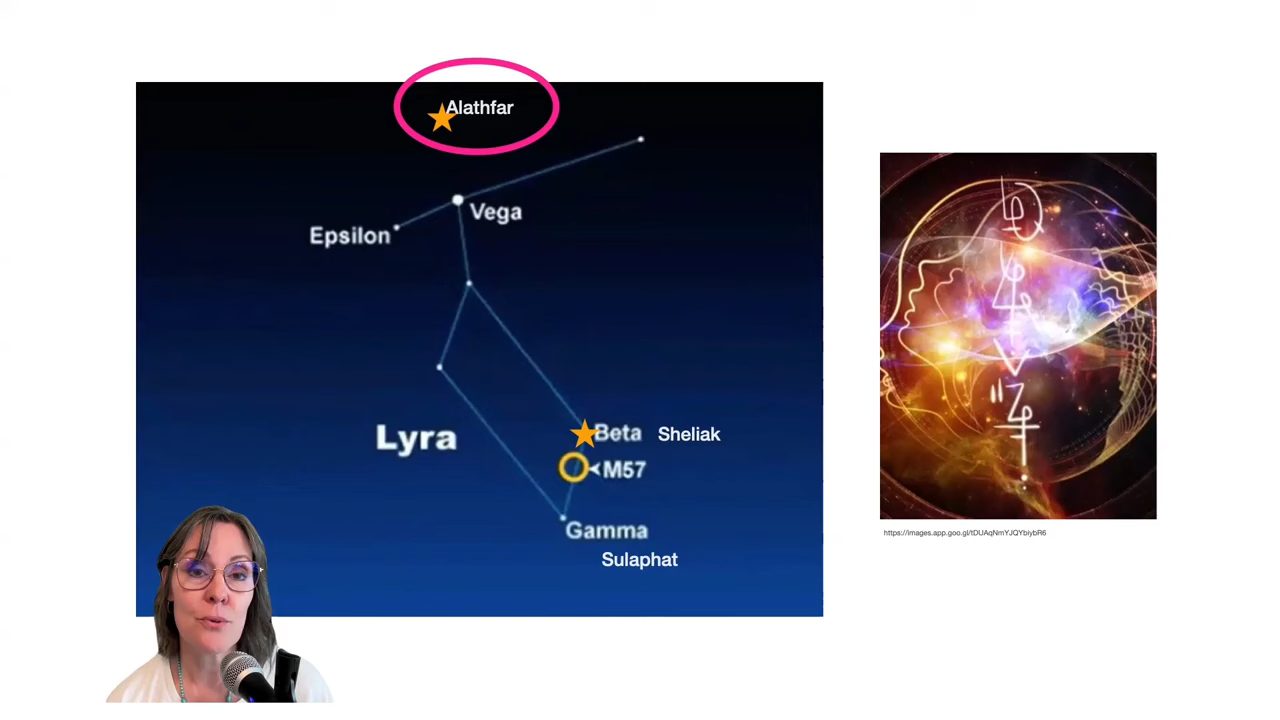 Alathfar
Vega
Epsilon
Lyra
Beta Sheliak
M57
Gamma
Sulaphat
https://images.app.goo.gl/tDUAqNmYJQYbiybR6